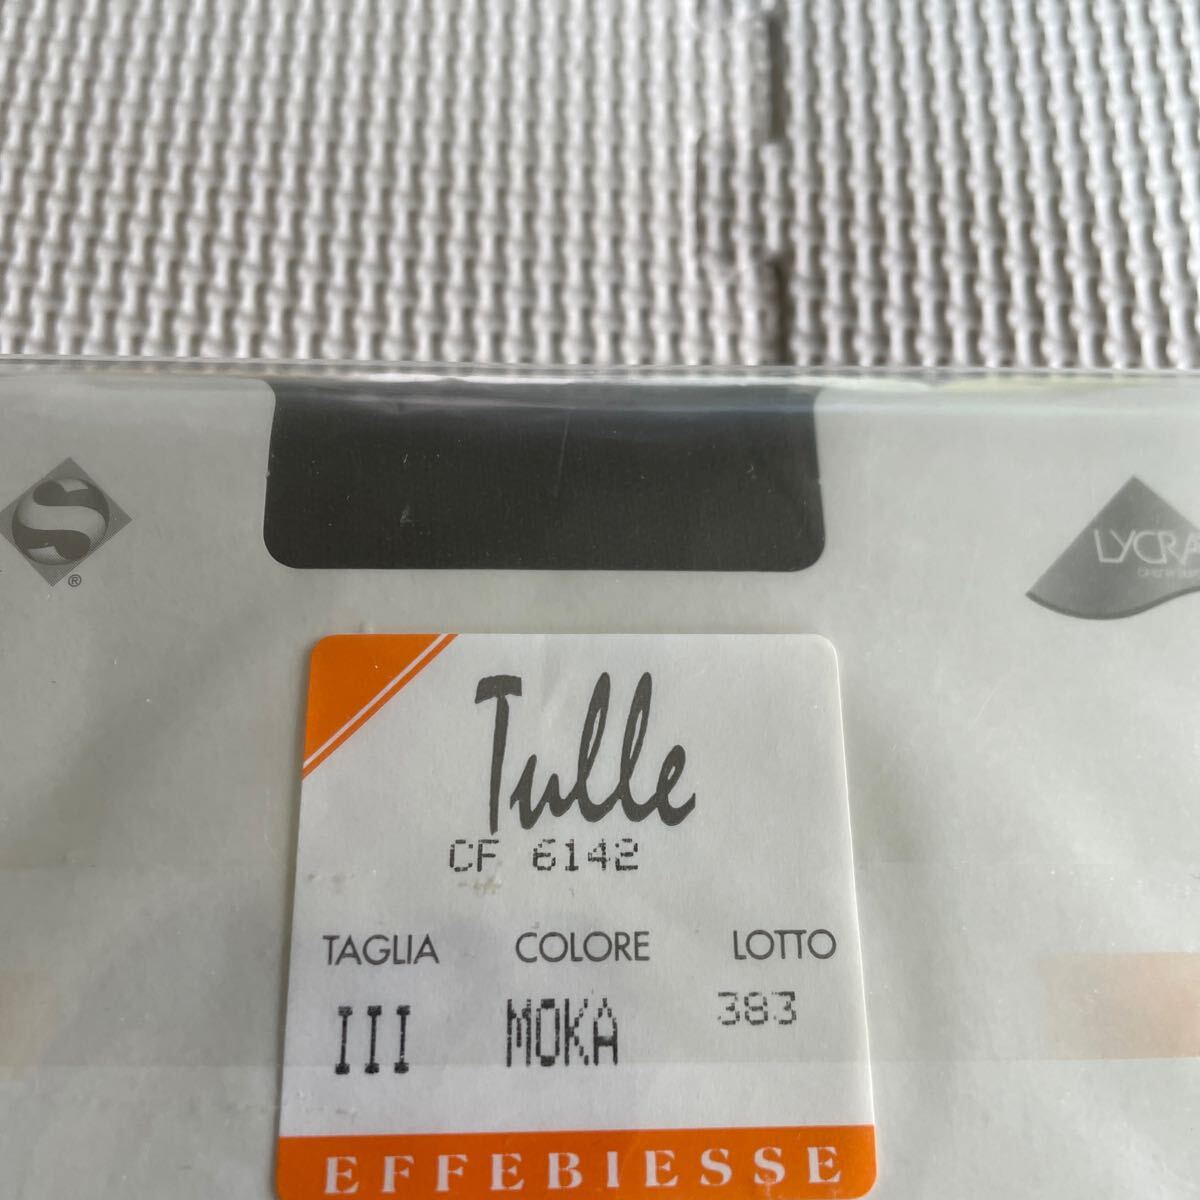 S
®
LYCRA
Tulle
CF 6142
TAGLIA COLORE LOTTO
III MOKA 383
EFFEBIESSE